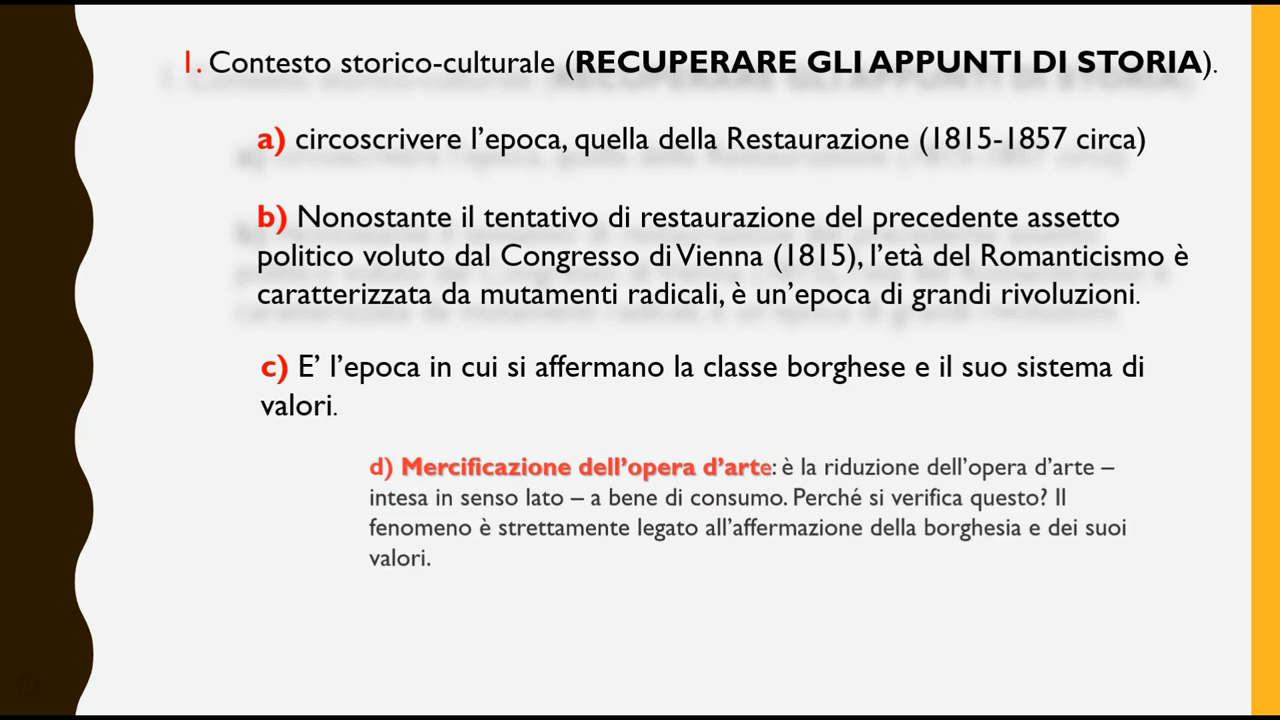 1. Contesto storico-culturale (RECUPERARE GLI APPUNTI DI STORIA).
a) circoscrivere l’epoca, quella della Restaurazione (1815-1857 circa)
b) Nonostante il tentativo di restaurazione del precedente assetto
politico voluto dal Congresso di Vienna (1815), l’età del Romanticismo è
caratterizzata da mutamenti radicali, è un’epoca di grandi rivoluzioni.
c) E’ l’epoca in cui si affermano la classe borghese e il suo sistema di
valori.
d) Mercificazione dell’opera d’arte: è la riduzione dell’opera d’arte –
intesa in senso lato – a bene di consumo. Perché si verifica questo? Il
fenomeno è strettamente legato all’affermazione della borghesia e dei suoi
valori.